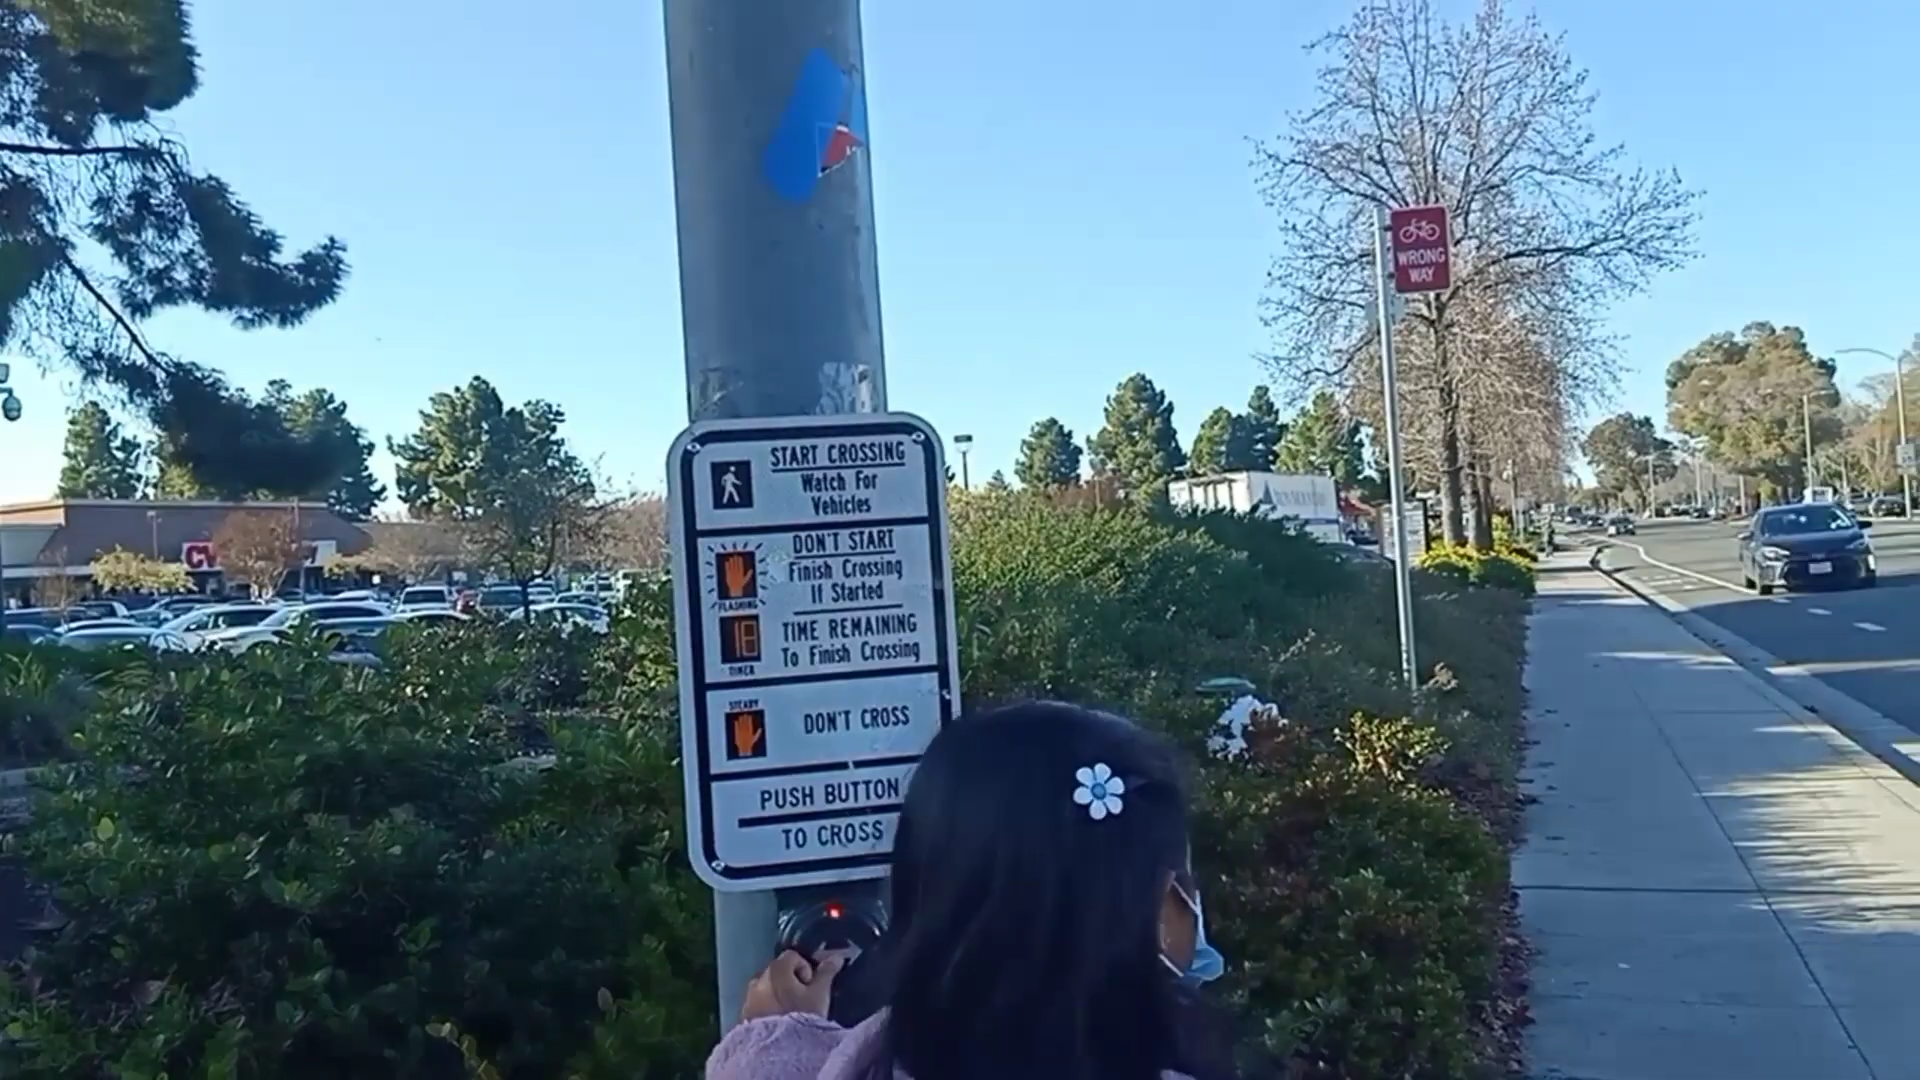 START CROSSING
Watch For
Vehicles
DON'T START
Finish Crossing
If Started
FLASHING
18
TIMER
TIME REMAINING
To Finish Crossing
STEADY
DON'T CROSS
PUSH BUTTON
TO CROSS
WRONG
WAY